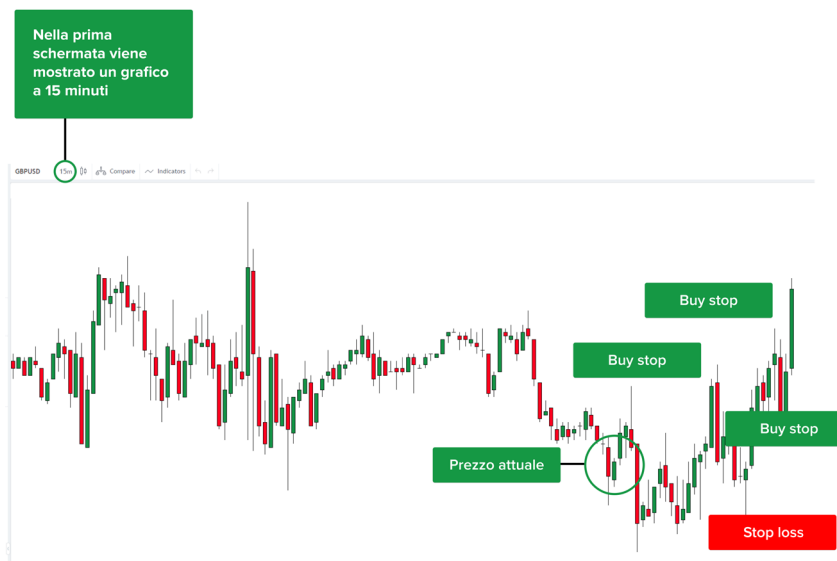 Nella prima
schermata viene
mostrato un grafico
a 15 minuti
GBPUSD 15m Compare Indicators
Buy stop
Buy stop
Buy stop
Prezzo attuale
Stop loss